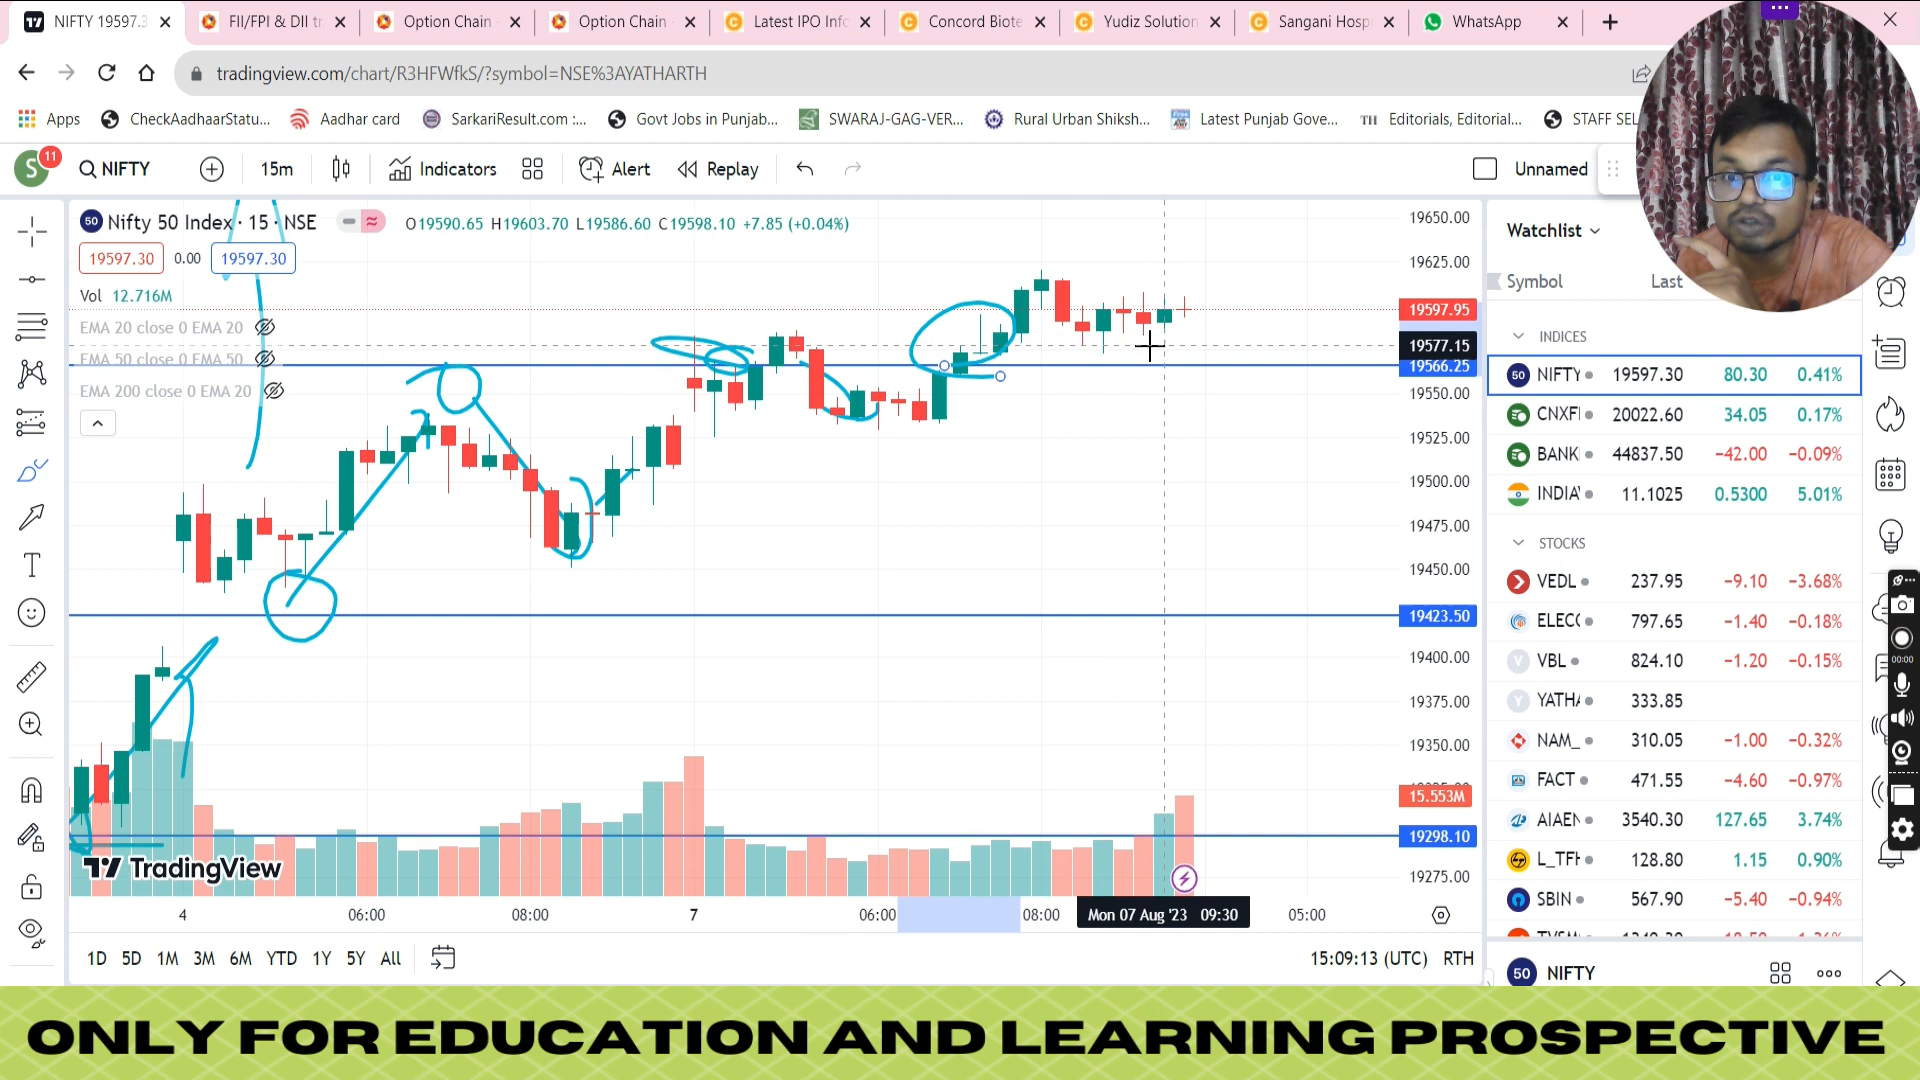 NIFTY 19597.3
FII/FPI & DII tr
Option Chain
Option Chain
Latest IPO Info
Concord Biote
Yudiz Solution
Sangani Hosp
WhatsApp
tradingview.com/chart/R3HFWfkS/?symbol=NSE%3AYATHARTH
Apps
CheckAadhaarStatu...
Aadhar card
SarkariResult.com :...
Govt Jobs in Punjab...
SWARAJ-GAG-VER...
Rural Urban Shiksh...
Latest Punjab Gove...
TH Editorials, Editorial...
STAFF SEL
S 11
NIFTY
15m
Indicators
Alert
Replay
Unnamed
50 Nifty 50 Index · 15 · NSE
O19590.65 H19603.70 L19586.60 C19598.10 +7.85 (+0.04%)
19597.30 0.00 19597.30
Vol 12.716M
EMA 20 close 0 EMA 20
EMA 50 close 0 EMA 50
EMA 200 close 0 EMA 20
19650.00
19625.00
19597.95
19577.15
19566.25
19550.00
19525.00
19500.00
19475.00
19450.00
19423.50
19400.00
19375.00
19350.00
15.553M
19298.10
19275.00
TradingView
4
06:00
08:00
7
06:00
08:00
Mon 07 Aug '23 09:30
05:00
1D 5D 1M 3M 6M YTD 1Y 5Y All
15:09:13 (UTC) RTH
Watchlist
Symbol Last
INDICES
50 NIFTY 19597.30 80.30 0.41%
CNXFI 20022.60 34.05 0.17%
BANK 44837.50 −42.00 −0.09%
INDIA 11.1025 0.5300 5.01%
STOCKS
VEDL 237.95 −9.10 −3.68%
ELECC 797.65 −1.40 −0.18%
V VBL 824.10 −1.20 −0.15%
Y YATHA 333.85
NAM_ 310.05 −1.00 −0.32%
FACT 471.55 −4.60 −0.97%
AIAEN 3540.30 127.65 3.74%
L_TFH 128.80 1.15 0.90%
SBIN 567.90 −5.40 −0.94%
50 NIFTY
00:00
ONLY FOR EDUCATION AND LEARNING PROSPECTIVE